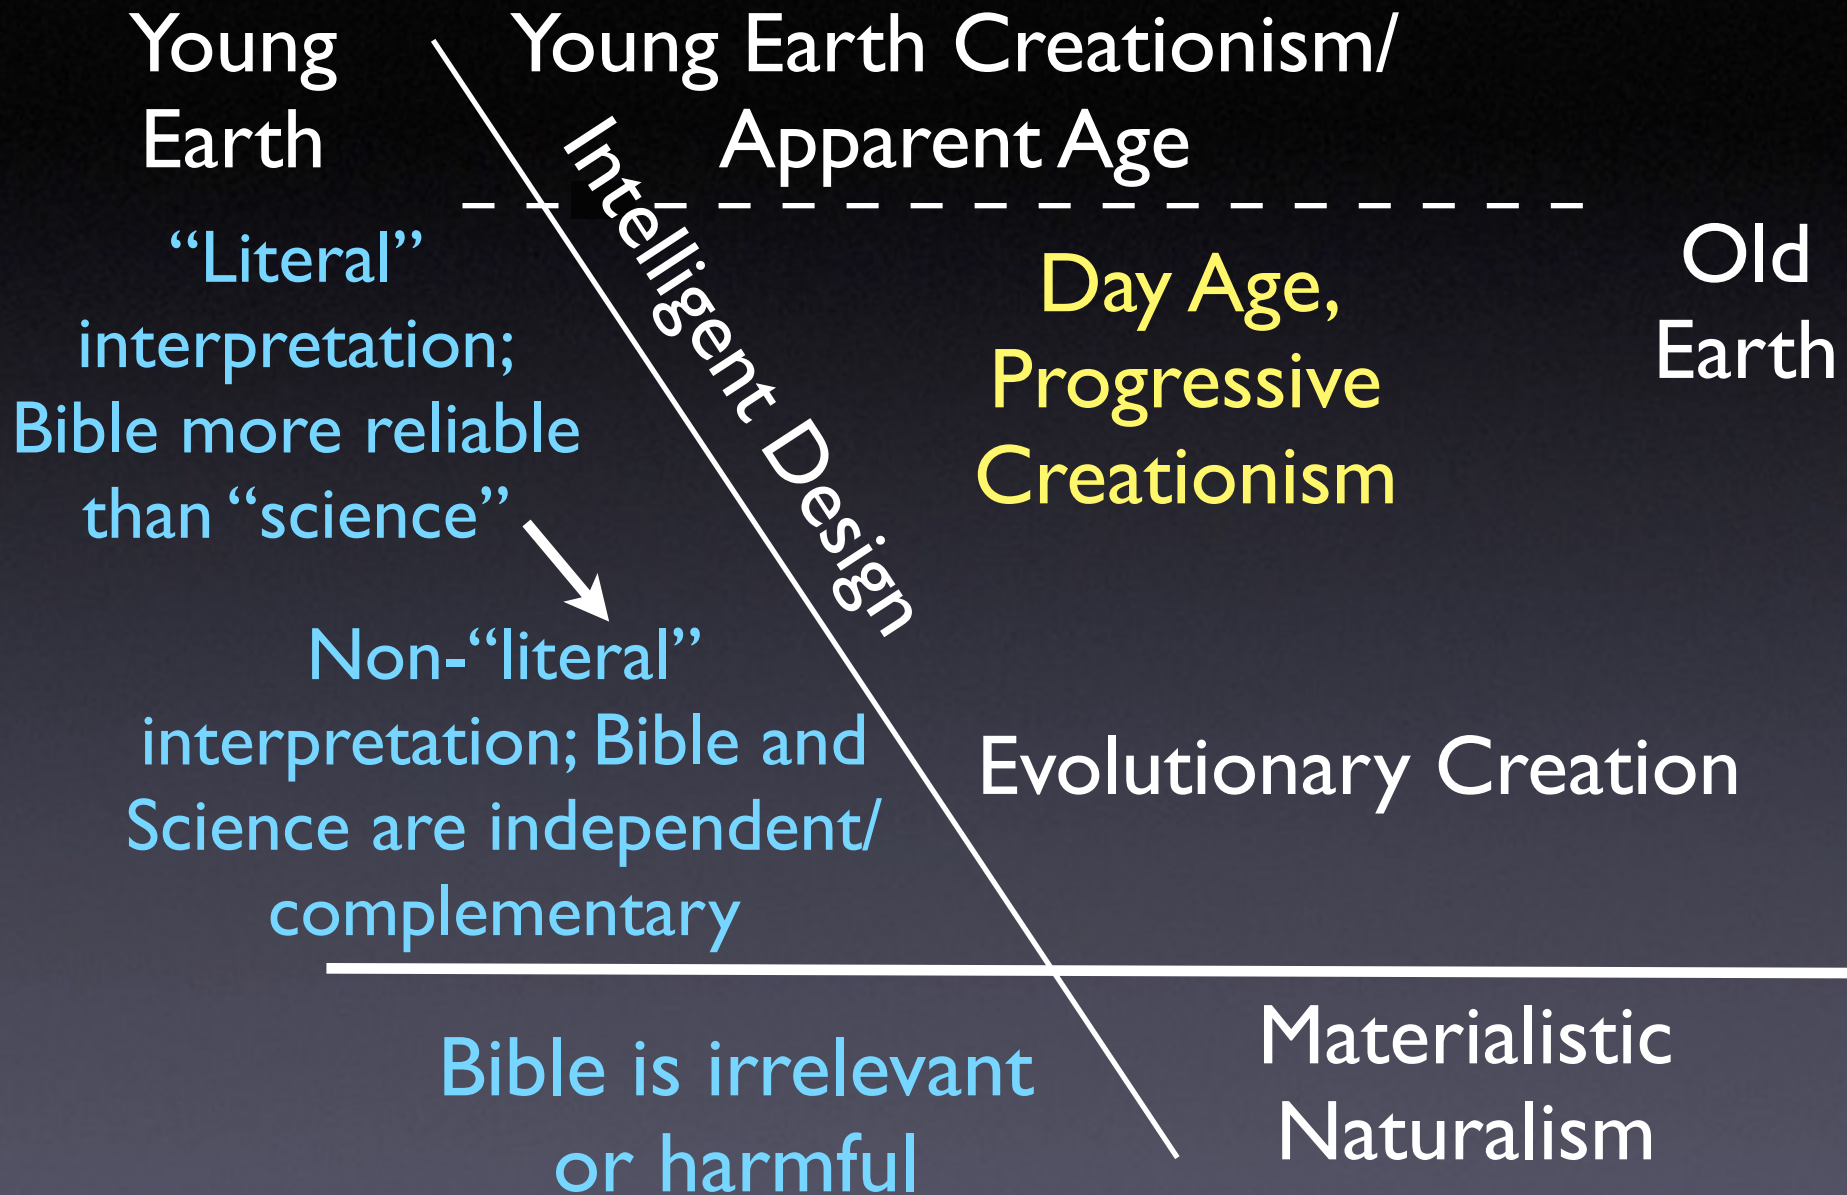 Young
Earth
Young Earth Creationism/
Apparent Age
Intelligent Design
“Literal”
interpretation;
Bible more reliable
than “science”
Day Age,
Progressive
Creationism
Old
Earth
Non-“literal”
interpretation; Bible and
Science are independent/
complementary
Evolutionary Creation
Bible is irrelevant
or harmful
Materialistic
Naturalism